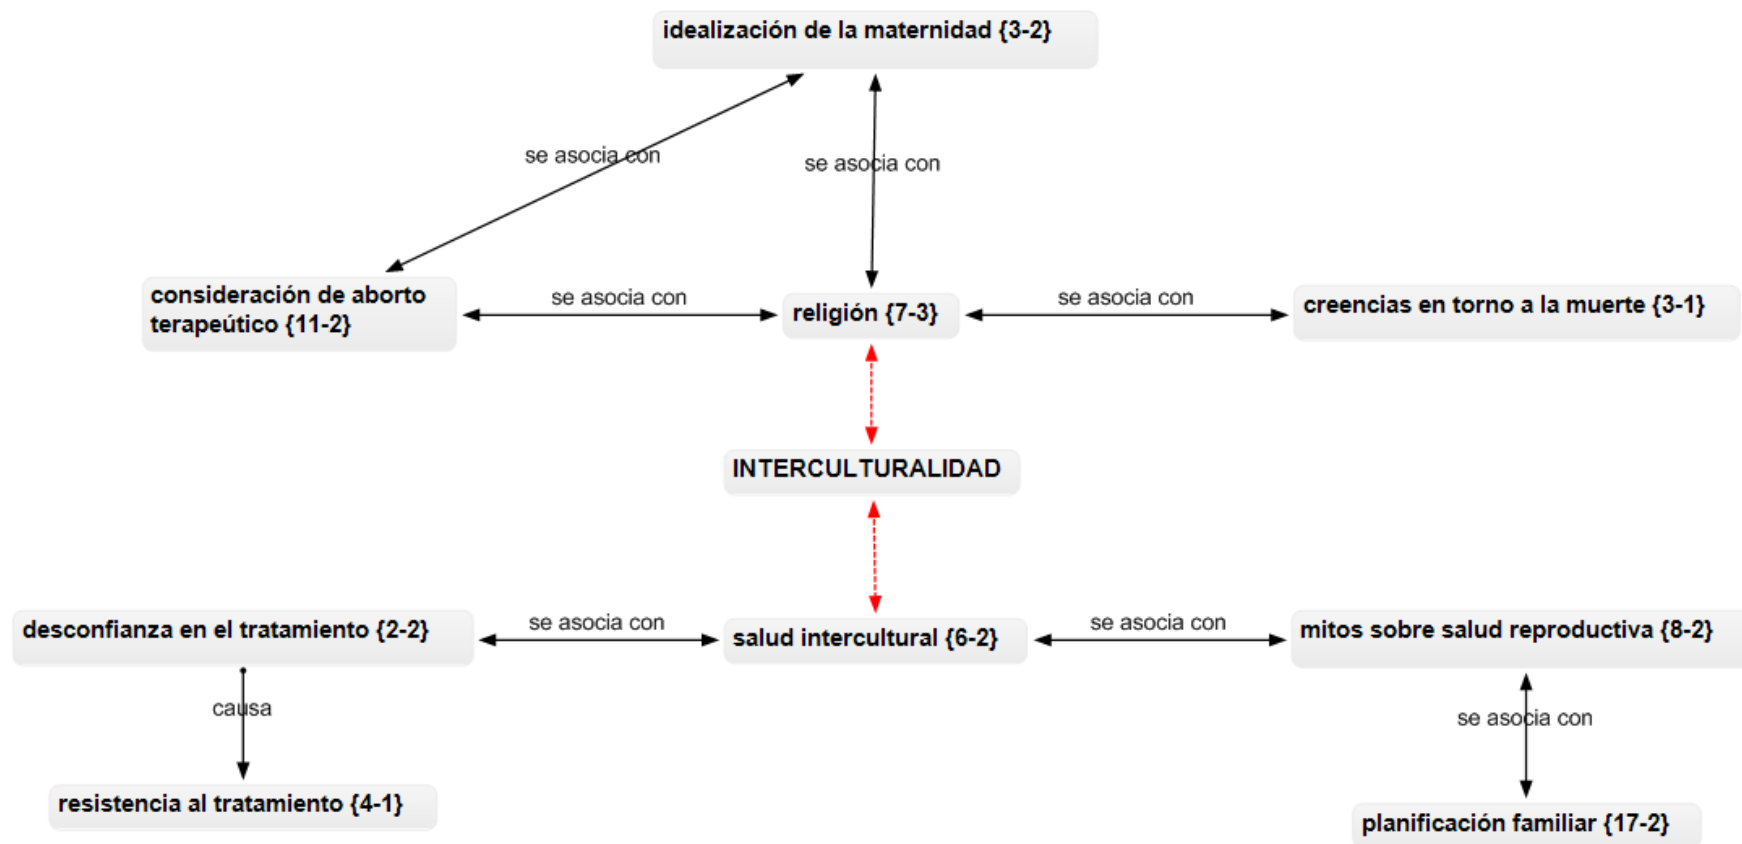 idealización de la maternidad {3-2}
se asocia con
se asocia con
consideración de aborto
terapeútico {11-2}
se asocia con
religión {7-3}
se asocia con
creencias en torno a la muerte {3-1}
INTERCULTURALIDAD
desconfianza en el tratamiento {2-2}
se asocia con
salud intercultural {6-2}
se asocia con
mitos sobre salud reproductiva {8-2}
causa
se asocia con
resistencia al tratamiento {4-1}
planificación familiar {17-2}